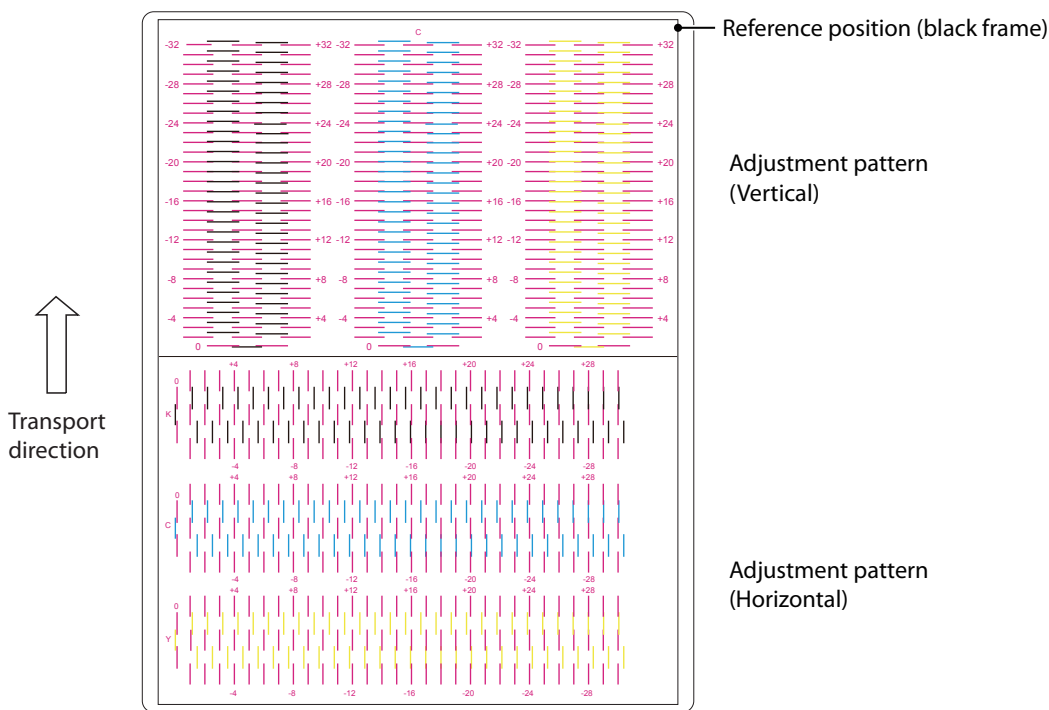 C
Reference position (black frame)
-32 +32 -32 +32 -32 +32
-28 +28 -28 +28 -28 +28
-24 +24 -24 +24 -24 +24
-20 +20 -20 +20 -20 +20
-16 +16 -16 +16 -16 +16
-12 +12 -12 +12 -12 +12
-8 +8 -8 +8 -8 +8
-4 +4 -4 +4 -4 +4
0 0 0
Adjustment pattern
(Vertical)
Transport
direction
+4 +8 +12 +16 +20 +24 +28
0
K
-4 -8 -12 -16 -20 -24 -28
+4 +8 +12 +16 +20 +24 +28
0
C
-4 -8 -12 -16 -20 -24 -28
+4 +8 +12 +16 +20 +24 +28
0
Y
-4 -8 -12 -16 -20 -24 -28
Adjustment pattern
(Horizontal)